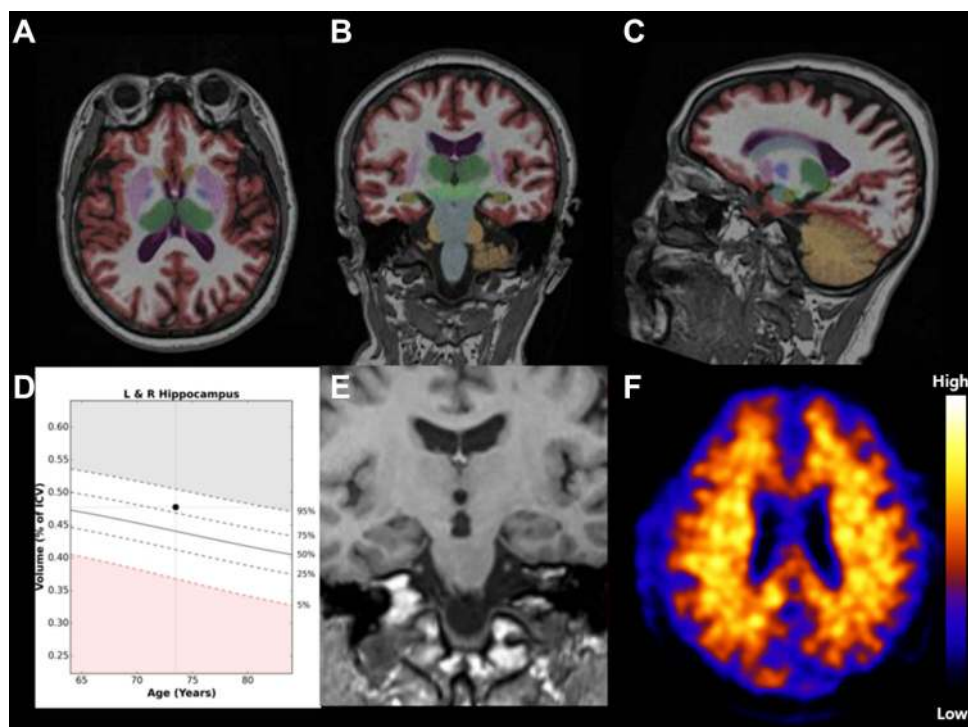 A
B
C
D
L & R Hippocampus
Volume (% of ICV)
0.60
0.55
0.50
0.45
0.40
0.35
0.30
0.25
95%
75%
50%
25%
5%
65
70
75
80
Age (Years)
E
F
High
Low